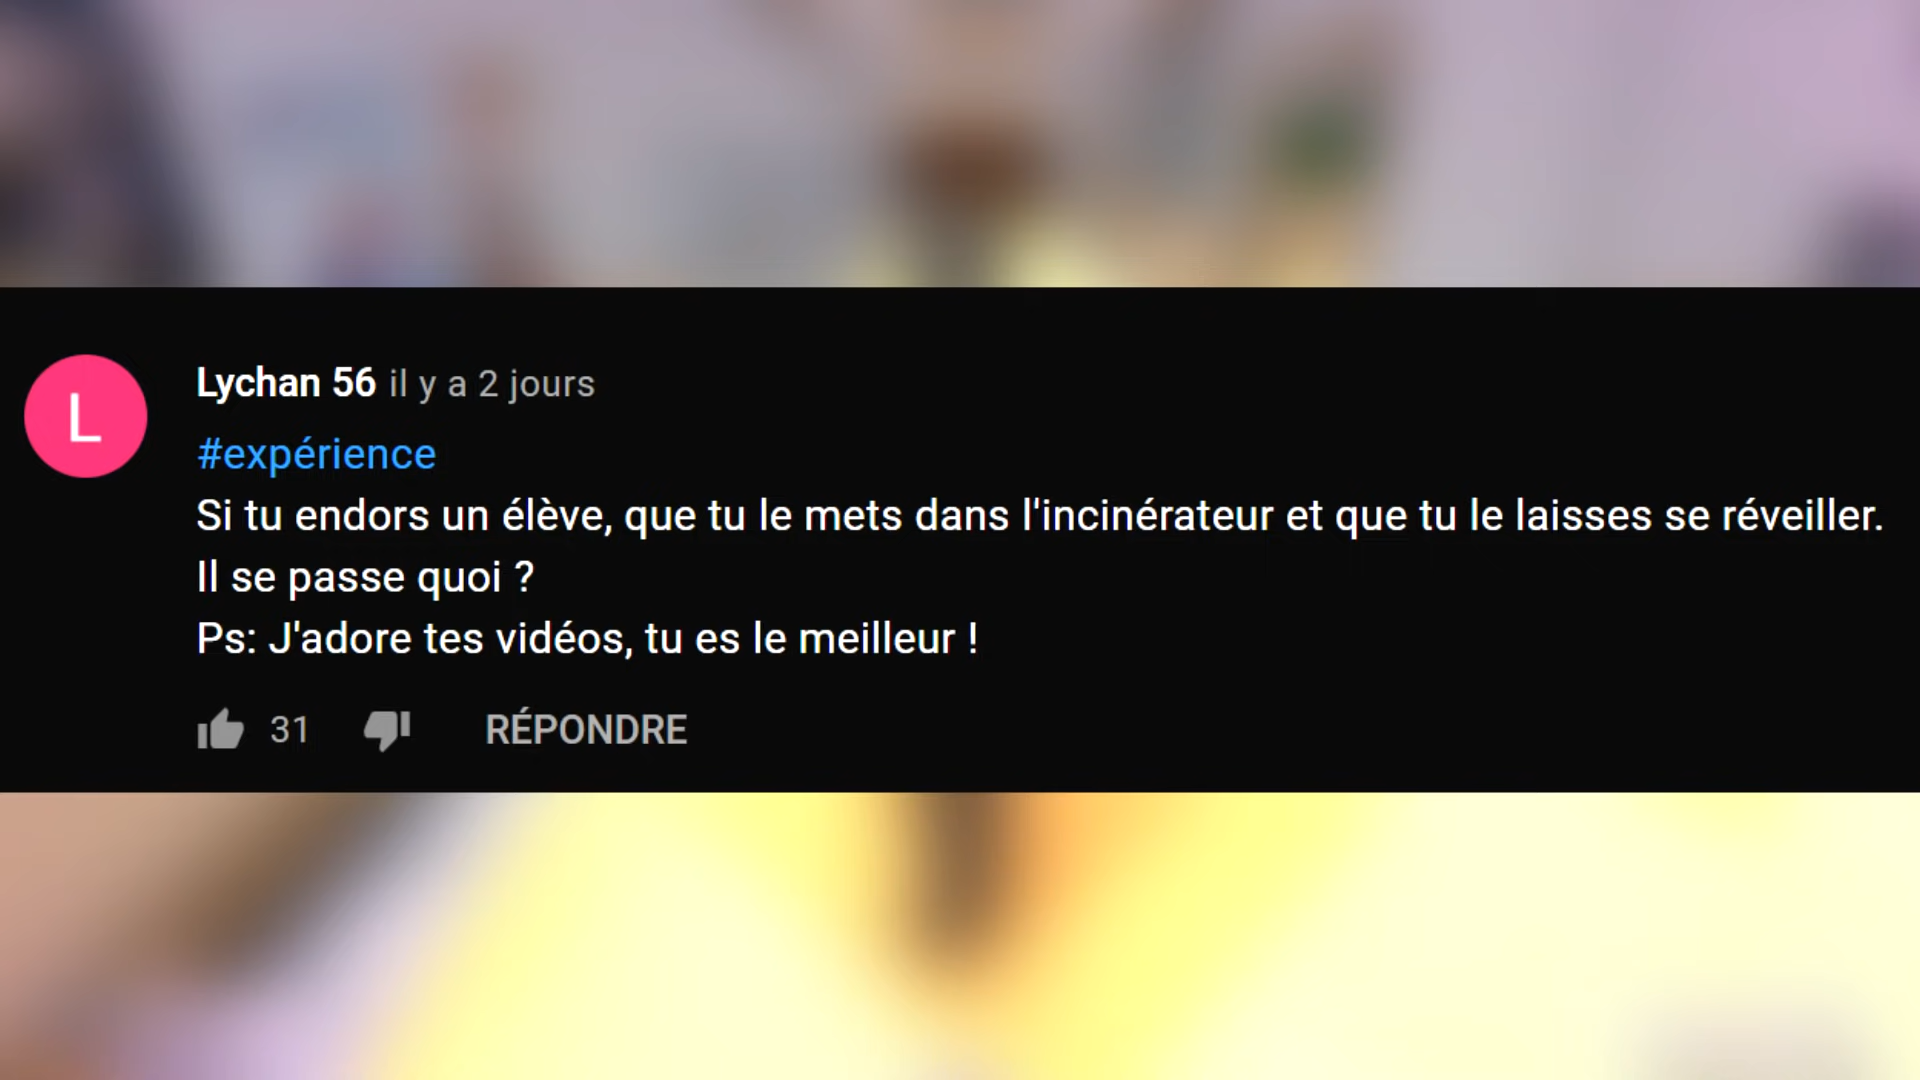 L
Lychan 56 il y a 2 jours
#expérience
Si tu endors un élève, que tu le mets dans l'incinérateur et que tu le laisses se réveiller.
Il se passe quoi ?
Ps: J'adore tes vidéos, tu es le meilleur !
31 RÉPONDRE